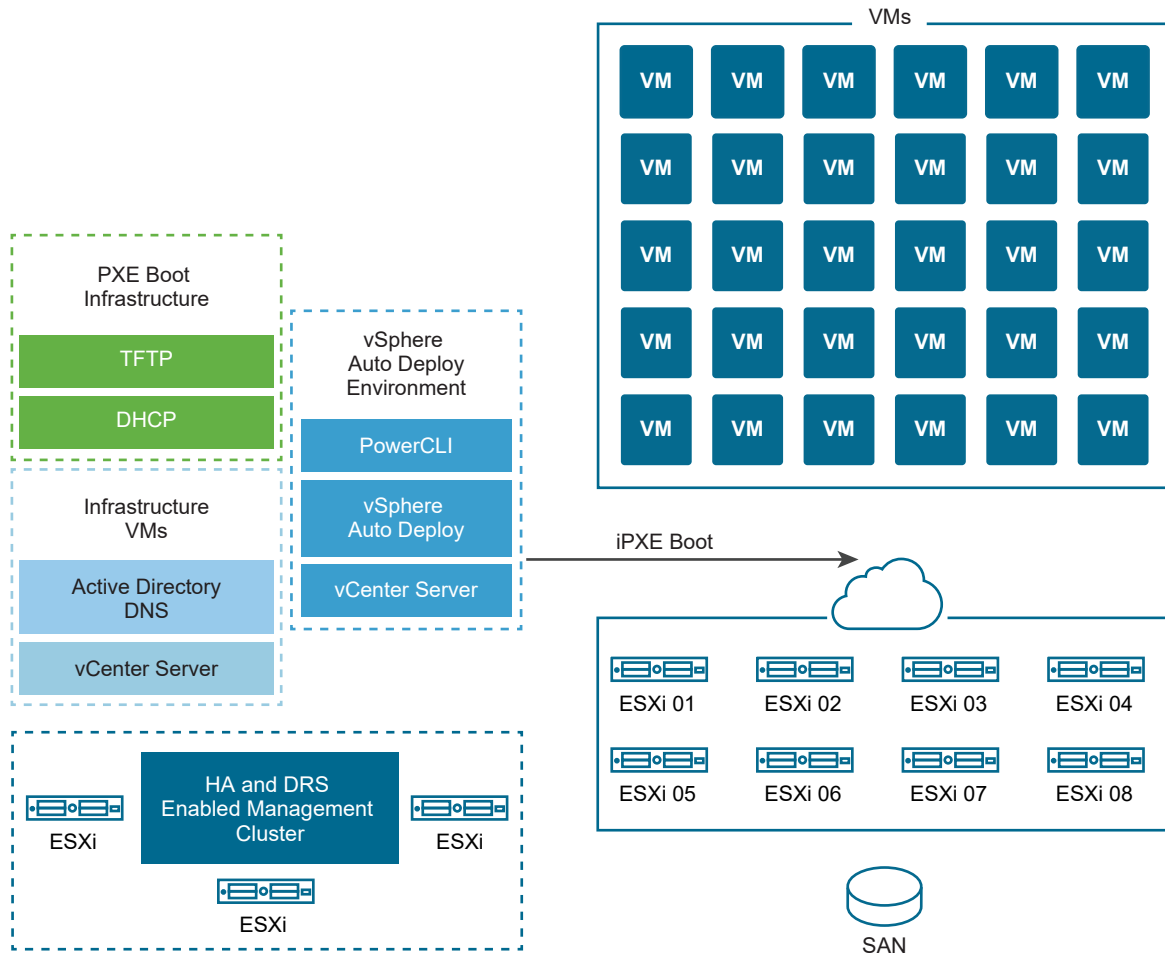 VMs
VM VM VM VM VM VM
VM VM VM VM VM VM
VM VM VM VM VM VM
VM VM VM VM VM VM
VM VM VM VM VM VM
PXE Boot
Infrastructure
TFTP
DHCP
Infrastructure
VMs
Active Directory
DNS
vCenter Server
vSphere
Auto Deploy
Environment
PowerCLI
vSphere
Auto Deploy
vCenter Server
iPXE Boot
ESXi 01 ESXi 02 ESXi 03 ESXi 04
ESXi 05 ESXi 06 ESXi 07 ESXi 08
HA and DRS
Enabled Management
Cluster
ESXi
ESXi
ESXi
SAN